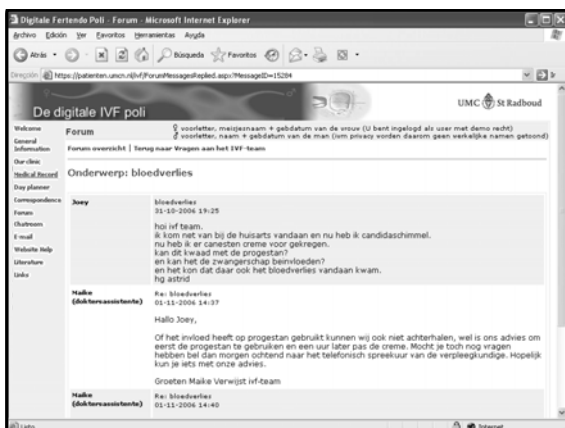 Digitale Fertendo Poli - Forum - Microsoft Internet Explorer
Archivo Edición Ver Favoritos Herramientas Ayuda
Atrás Búsqueda Favoritos
Dirección https://patienten.umcn.nl/ivf/ForumMessagesReplied.aspx?MessageID=15284 Ir
De digitale IVF poli
UMC St Radboud
Welcome
General
Information
Our clinic
Medical Record
Day planner
Correspondence
Forum
Chatroom
E-mail
Website Help
Literature
Links
Forum
♀ voorletter, meisjesnaam + gebdatum van de vrouw (U bent ingelogd als user met demo recht)
♂ voorletter, naam + gebdatum van de man (ivm privacy worden daarom geen werkelijke namen getoond)
Forum overzicht | Terug naar Vragen aan het IVF-team
Onderwerp: bloedverlies
Joey
bloedverlies
31-10-2006 19:25
hoi ivf team.
ik kom net van bij de huisarts vandaan en nu heb ik candidaschimmel.
nu heb ik er canesten creme voor gekregen.
kan dit kwaad met de progestan?
en kan het de zwangerschap beinvloeden?
en het kon dat daar ook het bloedverlies vandaan kwam.
hg astrid
Maike
(doktersassistente)
Re: bloedverlies
01-11-2006 14:37
Hallo Joey,
Of het invloed heeft op progestan gebruikt kunnen wij ook niet achterhalen, wel is ons advies om
eerst de progestan te gebruiken en een uur later pas de creme. Mocht je toch nog vragen
hebben bel dan morgen ochtend naar het telefonisch spreekuur van de verpleegkundige. Hopelijk
kun je iets met onze advies.
Groeten Maike Verwijst ivf-team
Maike
(doktersassistente)
Re: bloedverlies
01-11-2006 14:40
Listo
Internet